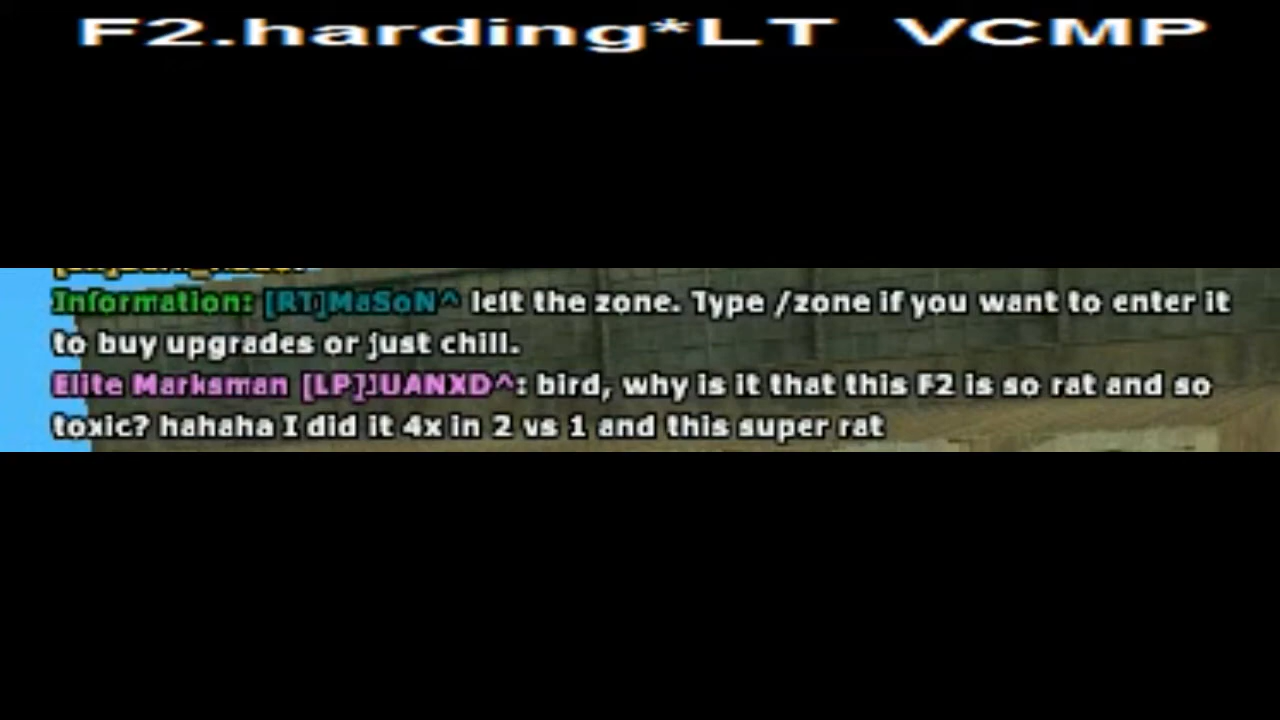 F2.harding*LT VCMP
Information: [RT]MaSoN^ left the zone. Type /zone if you want to enter it
to buy upgrades or just chill.
Elite Marksman [LP]JUANXD^: bird, why is it that this F2 is so rat and so
toxic? hahaha I did it 4x in 2 vs 1 and this super rat